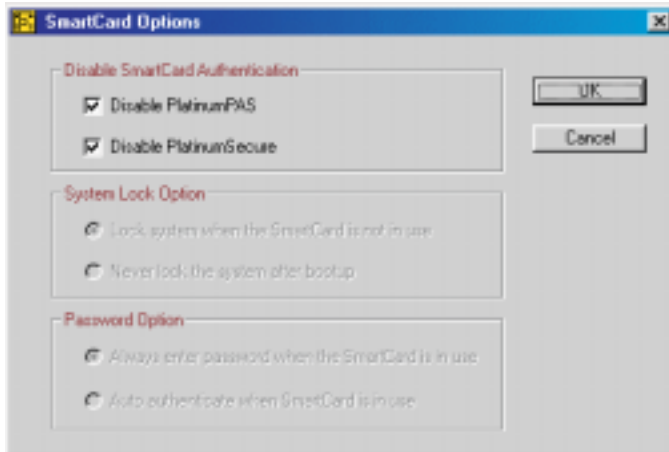 SmartCard Options
Disable SmartCard Authentication
Disable PlatinumPAS
Disable PlatinumSecure
OK
Cancel
System Lock Option
Lock system when the SmartCard is not in use
Never lock the system after bootup
Password Option
Always enter password when the SmartCard is in use
Auto authenticate when SmartCard is in use